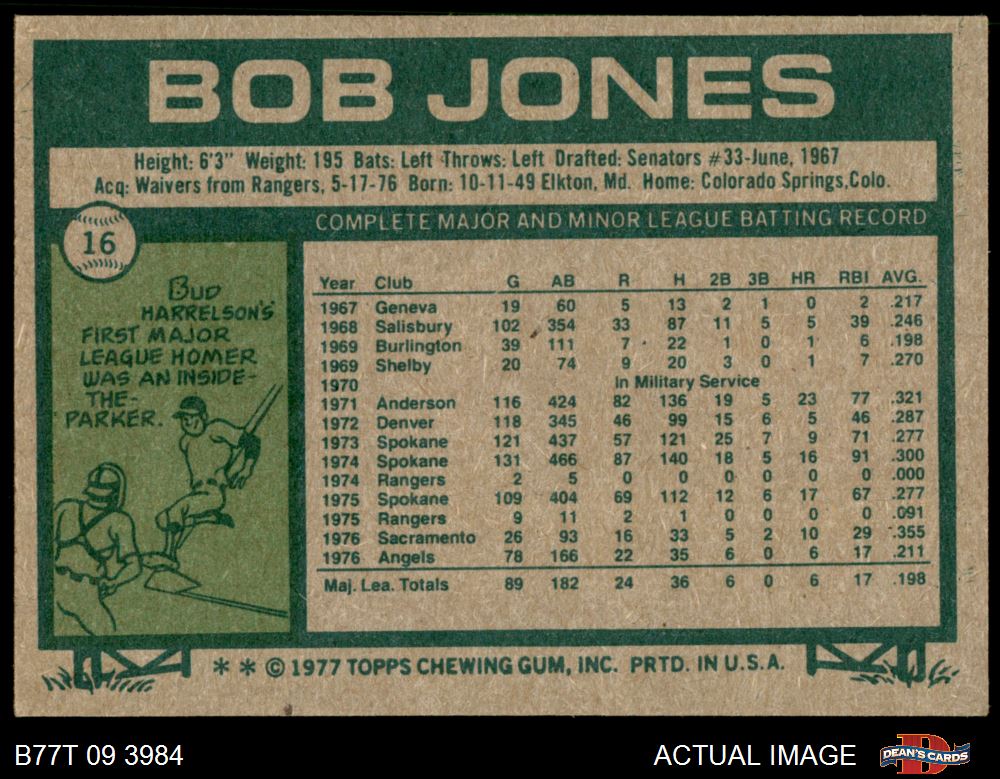 BOB JONES
Height: 6'3" Weight: 195 Bats: Left Throws: Left Drafted: Senators #33-June, 1967
Acq: Waivers from Rangers, 5-17-76 Born: 10-11-49 Elkton, Md. Home: Colorado Springs,Colo.
16
COMPLETE MAJOR AND MINOR LEAGUE BATTING RECORD
BUD
HARRELSON'S
FIRST MAJOR
LEAGUE HOMER
WAS AN INSIDE-
THE-
PARKER.
Year Club G AB R H 2B 3B HR RBI AVG.
1967 Geneva 19 60 5 13 2 1 0 2 .217
1968 Salisbury 102 354 33 87 11 5 5 39 .246
1969 Burlington 39 111 7 22 1 0 1 6 .198
1969 Shelby 20 74 9 20 3 0 1 7 .270
1970 In Military Service
1971 Anderson 116 424 82 136 19 5 23 77 .321
1972 Denver 118 345 46 99 15 6 5 46 .287
1973 Spokane 121 437 57 121 25 7 9 71 .277
1974 Spokane 131 466 87 140 18 5 16 91 .300
1974 Rangers 2 5 0 0 0 0 0 0 .000
1975 Spokane 109 404 69 112 12 6 17 67 .277
1975 Rangers 9 11 2 1 0 0 0 0 .091
1976 Sacramento 26 93 16 33 5 2 10 29 .355
1976 Angels 78 166 22 35 6 0 6 17 .211
Maj. Lea. Totals 89 182 24 36 6 0 6 17 .198
* * © 1977 TOPPS CHEWING GUM, INC. PRTD. IN U.S.A.
B77T 09 3984 ACTUAL IMAGE DEAN'S CARDS